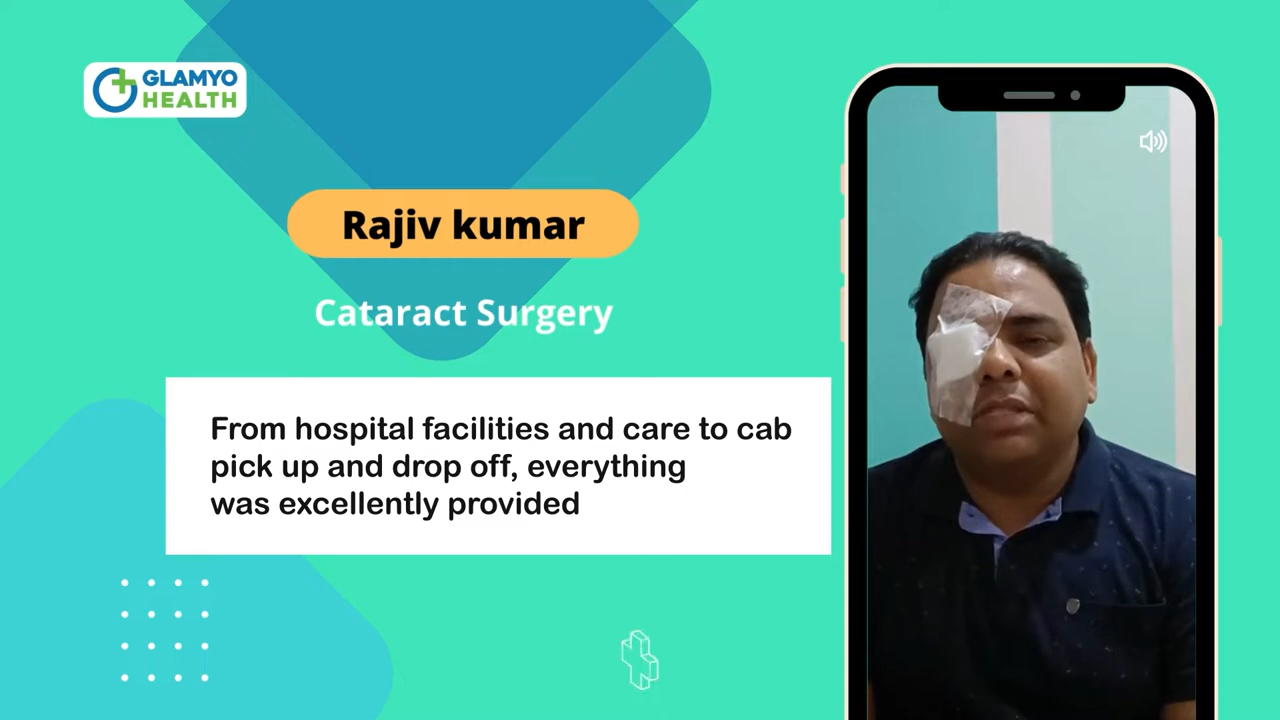 GLAMYO
HEALTH
Rajiv kumar
Cataract Surgery
From hospital facilities and care to cab
pick up and drop off, everything
was excellently provided